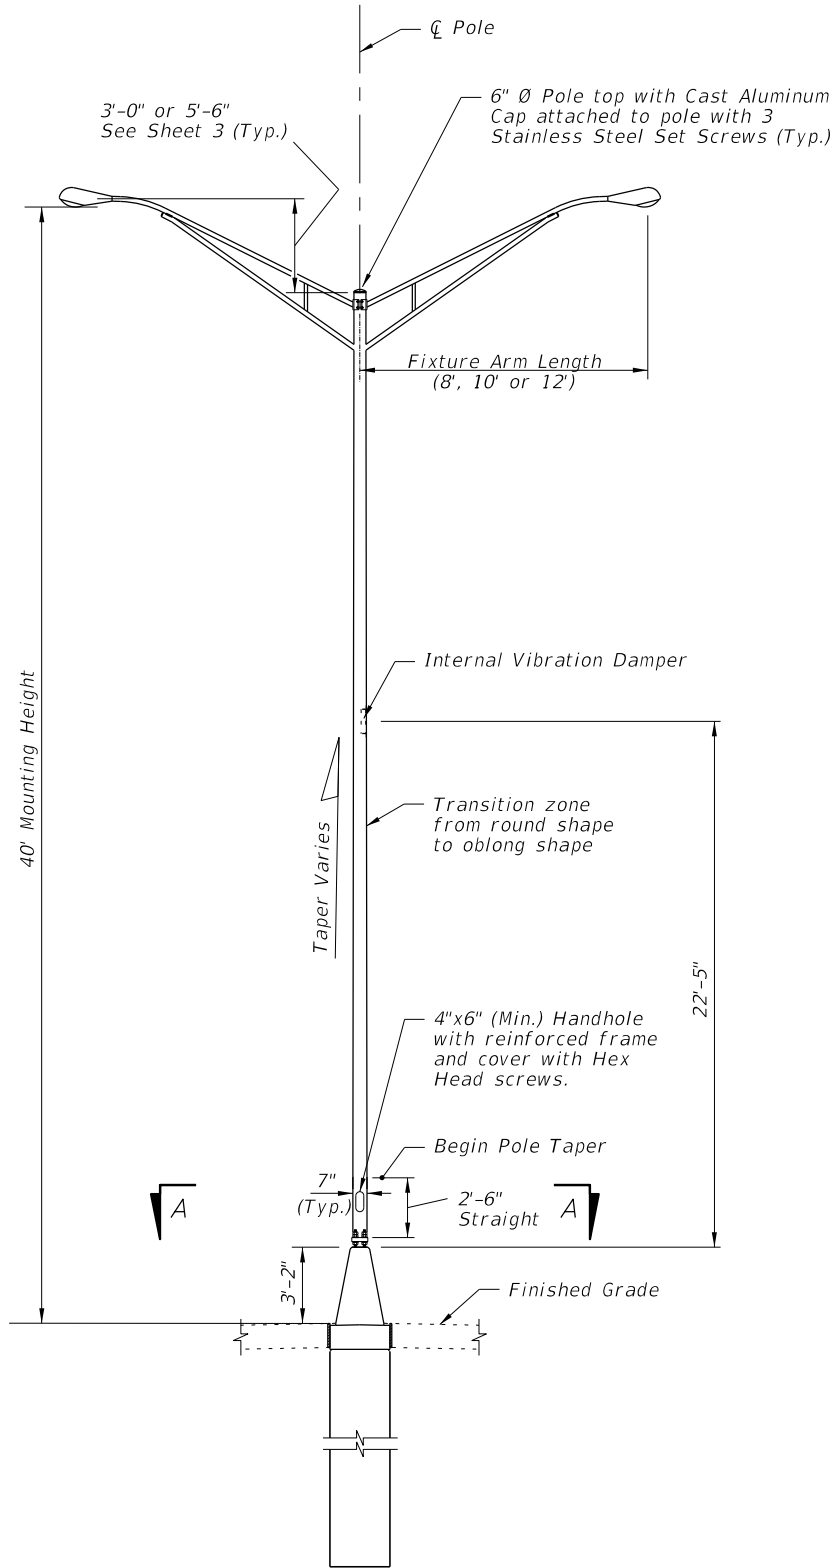 ℄ Pole
6" Ø Pole top with Cast Aluminum
Cap attached to pole with 3
Stainless Steel Set Screws (Typ.)
3'-0" or 5'-6"
See Sheet 3 (Typ.)
Fixture Arm Length
(8', 10' or 12')
40' Mounting Height
Internal Vibration Damper
Taper Varies
Transition zone
from round shape
to oblong shape
22'-5"
4"x6" (Min.) Handhole
with reinforced frame
and cover with Hex
Head screws.
Begin Pole Taper
7"
(Typ.)
2'-6"
Straight
A
A
3'-2"
Finished Grade